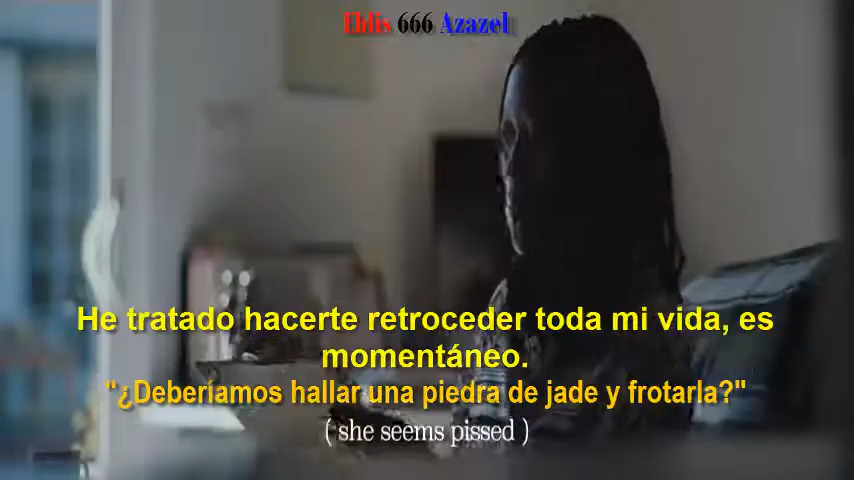 Eblis 666 Azazel
He tratado hacerte retroceder toda mi vida, es
momentáneo.
"¿Deberíamos hallar una piedra de jade y frotarla?"
( she seems pissed )